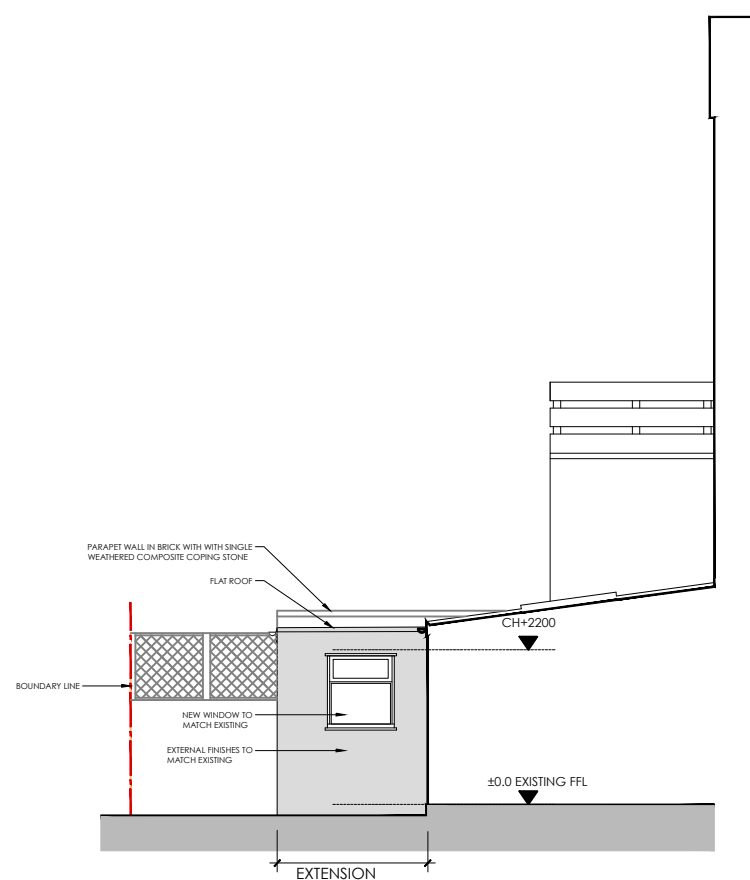 PARAPET WALL IN BRICK WITH WITH SINGLE
WEATHERED COMPOSITE COPING STONE
FLAT ROOF
CH+2200
BOUNDARY LINE
NEW WINDOW TO
MATCH EXISTING
EXTERNAL FINISHES TO
MATCH EXISTING
±0.0 EXISTING FFL
EXTENSION